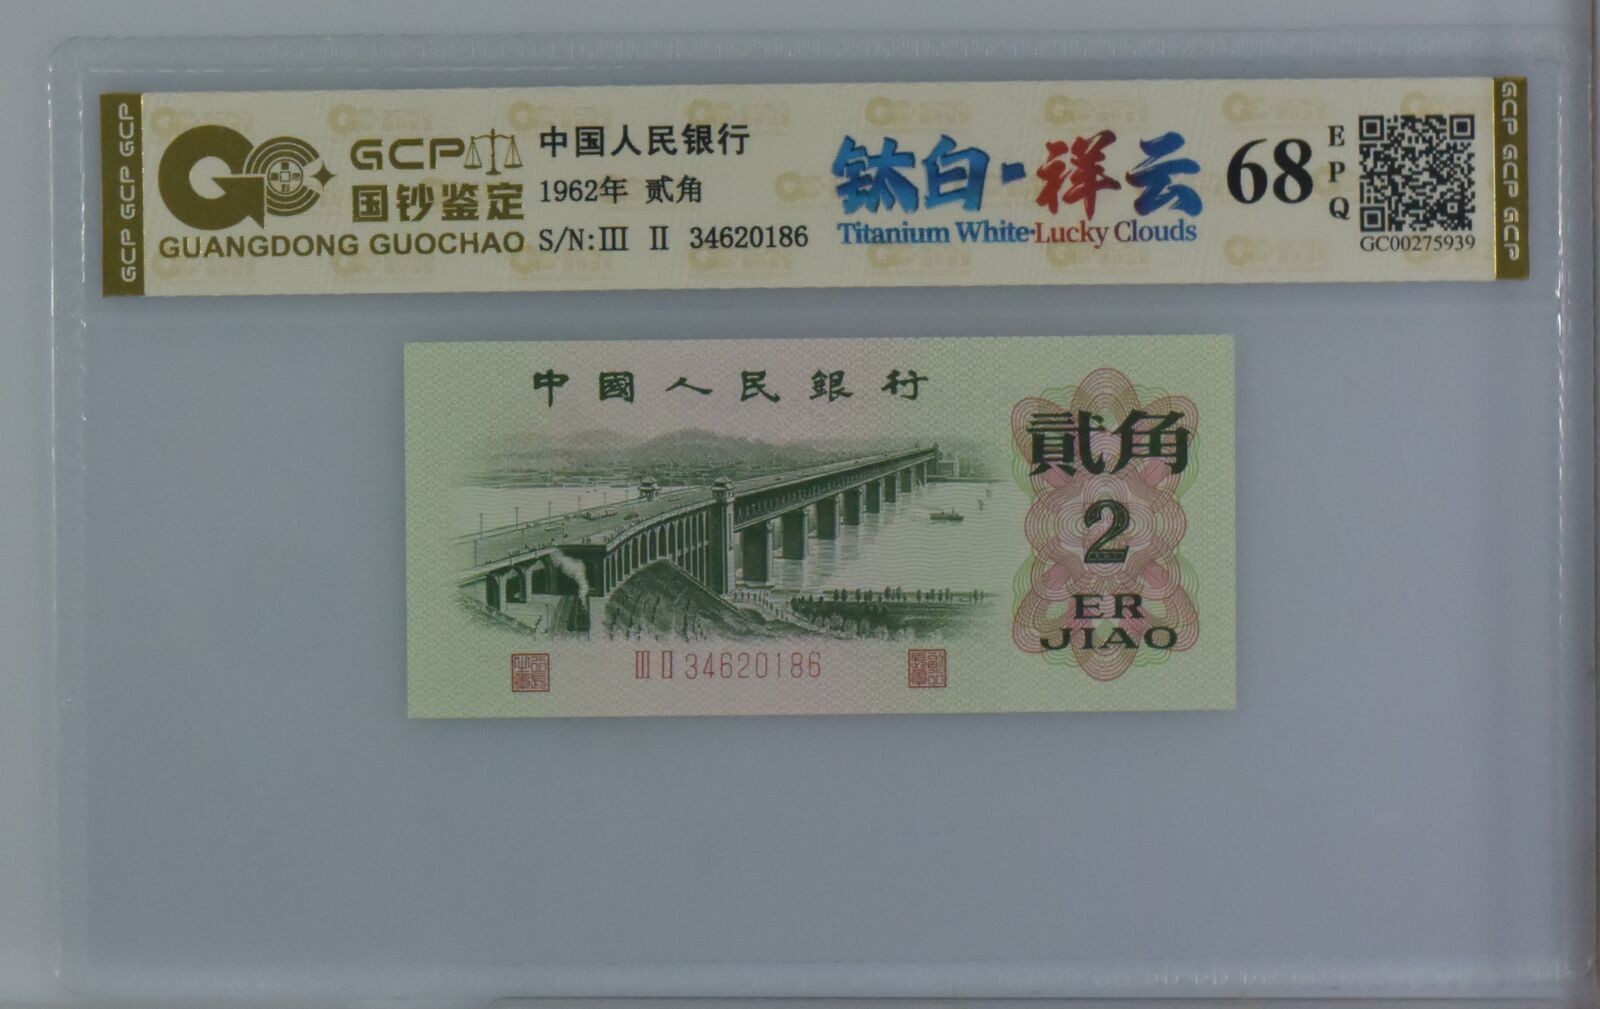 GCP GCP GCP
GCP
国钞鉴定
GUANGDONG GUOCHAO
中国人民银行
1962年 贰角
S/N:Ⅲ Ⅱ 34620186
钛白·祥云
Titanium White·Lucky Clouds
68
EPQ
GC00275939
GCP GCP GCP
中國人民銀行
貳角
2
ER
JIAO
Ⅲ Ⅱ 34620186